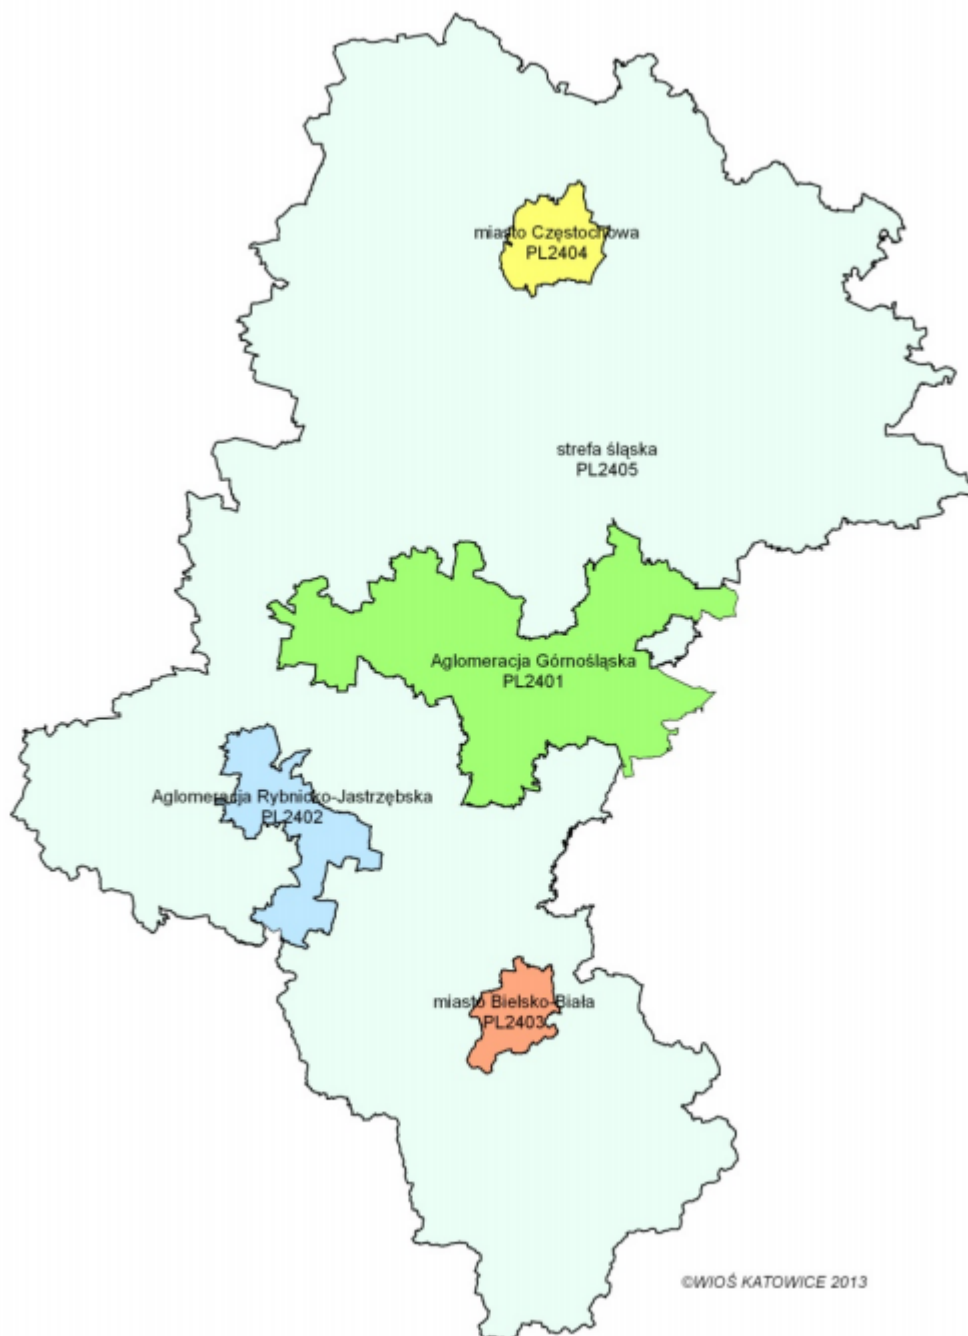 miasto Częstochowa
PL2404
strefa śląska
PL2405
Aglomeracja Górnośląska
PL2401
Aglomeracja Rybnicko-Jastrzębska
PL2402
miasto Bielsko-Biała
PL2403
©WIOŚ KATOWICE 2013